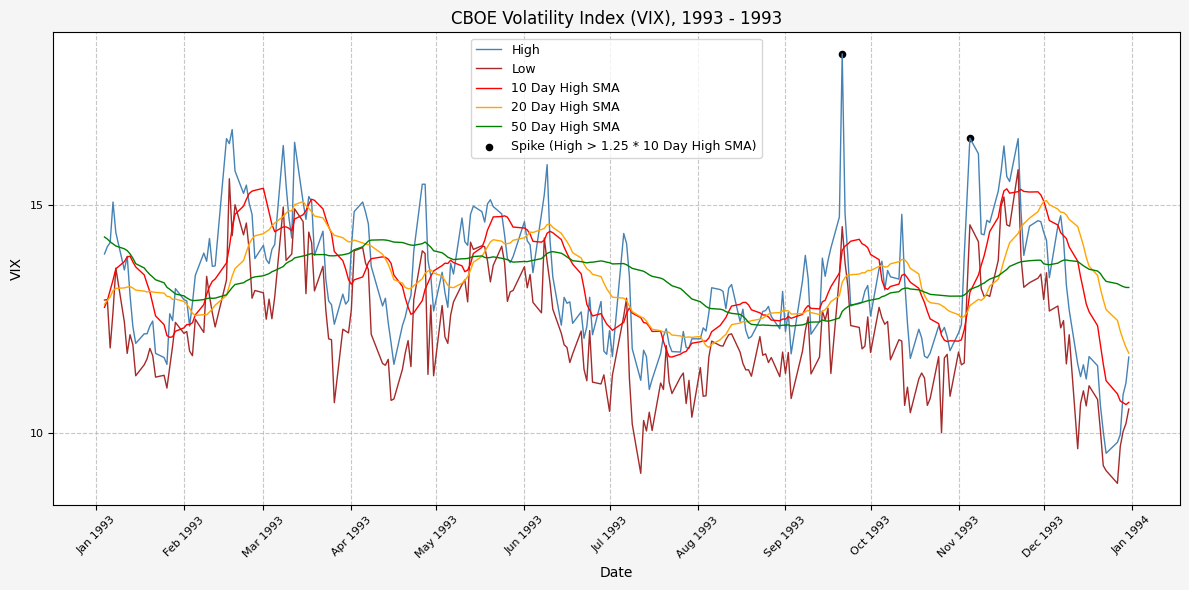 CBOE Volatility Index (VIX), 1993 - 1993
High
Low
10 Day High SMA
20 Day High SMA
50 Day High SMA
Spike (High > 1.25 * 10 Day High SMA)
VIX
15
10
Jan 1993
Feb 1993
Mar 1993
Apr 1993
May 1993
Jun 1993
Jul 1993
Aug 1993
Sep 1993
Oct 1993
Nov 1993
Dec 1993
Jan 1994
Date